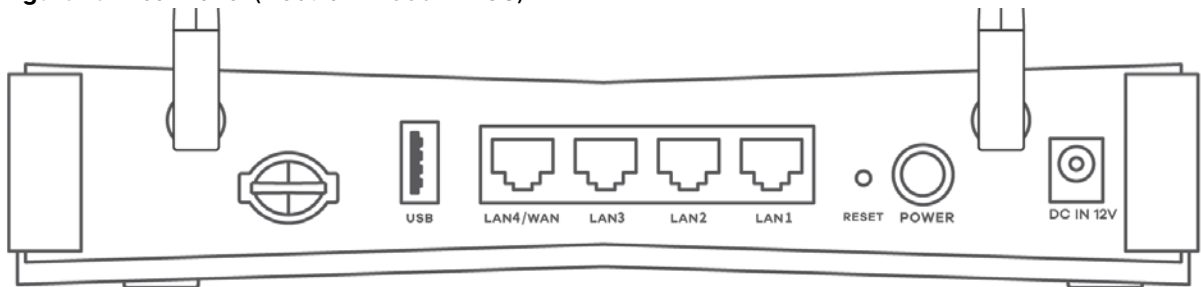 USB
LAN4/WAN
LAN3
LAN2
LAN1
RESET
POWER
DC IN 12V